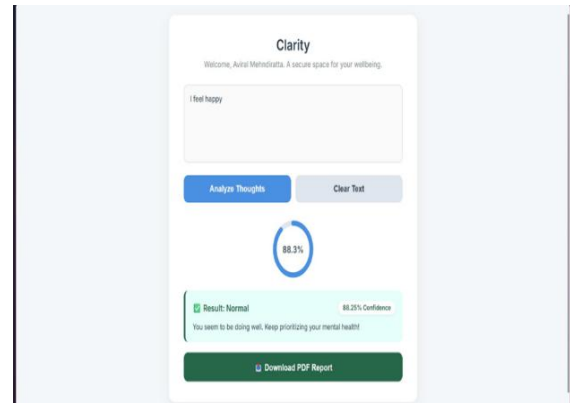 Clarity
Welcome, Aviral Mehndiratta. A secure space for your wellbeing.
I feel happy
Analyze Thoughts
Clear Text
88.3%
✅ Result: Normal
88.25% Confidence
You seem to be doing well. Keep prioritizing your mental health!
Download PDF Report